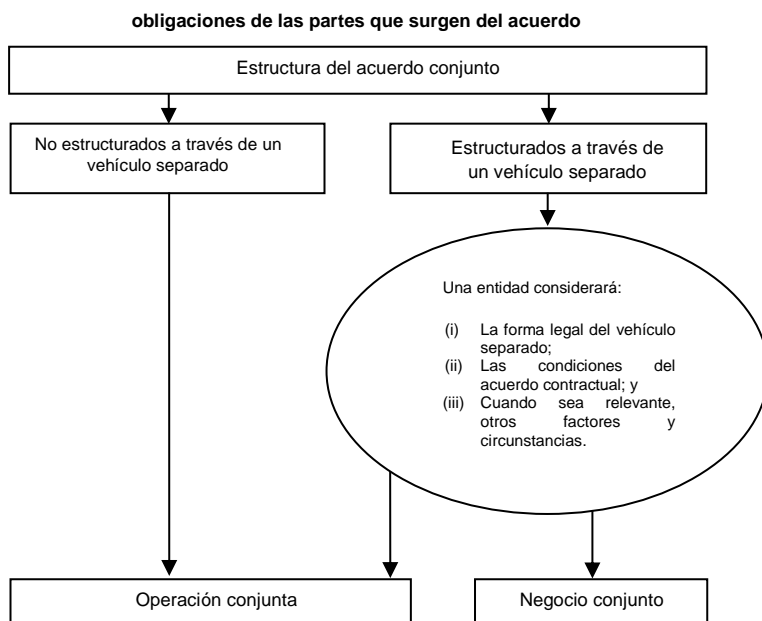 obligaciones de las partes que surgen del acuerdo
Estructura del acuerdo conjunto
No estructurados a través de un
vehículo separado
Estructurados a través de
un vehículo separado
Una entidad considerará:
(i) La forma legal del vehículo
separado;
(ii) Las condiciones del
acuerdo contractual; y
(iii) Cuando sea relevante,
otros factores y
circunstancias.
Operación conjunta
Negocio conjunto